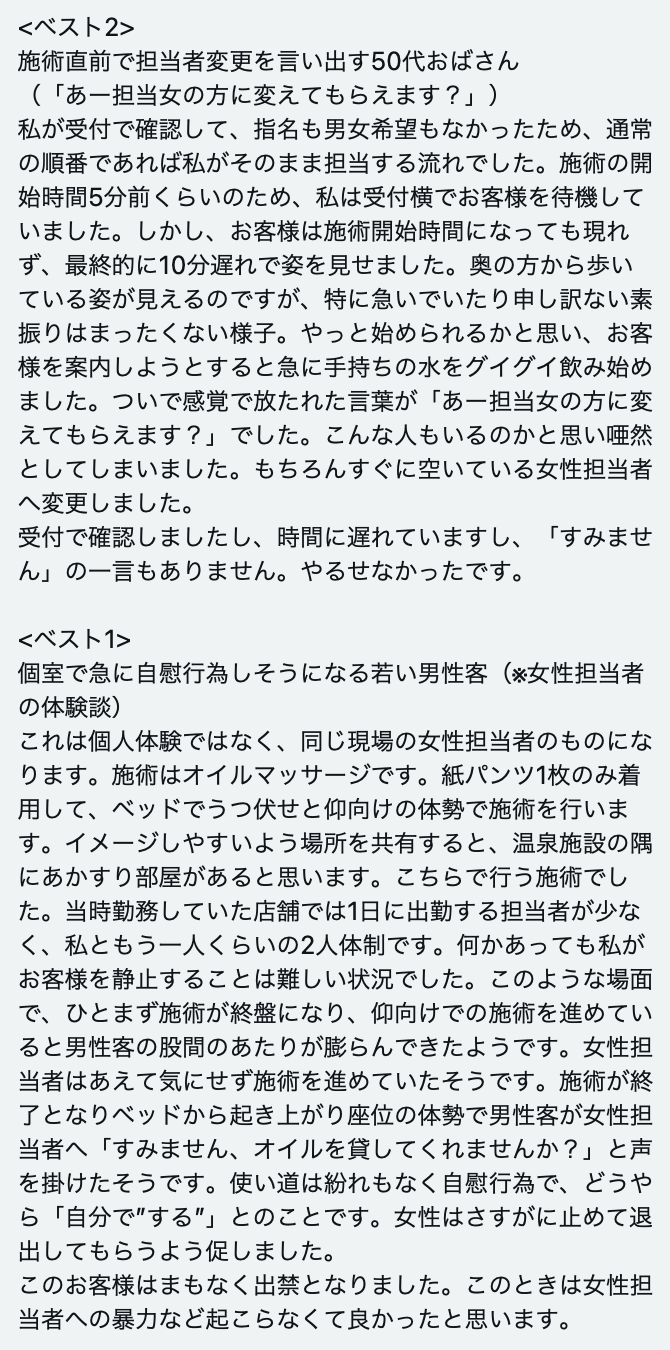 <ベスト2>
施術直前で担当者変更を言い出す50代おばさん
（「あー担当女の方に変えてもらえます？」）
私が受付で確認して、指名も男女希望もなかったため、通常
の順番であれば私がそのまま担当する流れでした。施術の開
始時間5分前くらいのため、私は受付横でお客様を待機して
いました。しかし、お客様は施術開始時間になっても現れ
ず、最終的に10分遅れで姿を見せました。奥の方から歩い
ている姿が見えるのですが、特に急いでいたり申し訳ない素
振りはまったくない様子。やっと始められるかと思い、お客
様を案内しようとすると急に手持ちの水をグイグイ飲み始め
ました。ついで感覚で放たれた言葉が「あー担当女の方に変
えてもらえます？」でした。こんな人もいるのかと思い唖然
としてしまいました。もちろんすぐに空いている女性担当者
へ変更しました。
受付で確認しましたし、時間に遅れていますし、「すみませ
ん」の一言もありません。やるせなかったです。
<ベスト1>
個室で急に自慰行為しそうになる若い男性客（※女性担当者
の体験談）
これは個人体験ではなく、同じ現場の女性担当者のものにな
ります。施術はオイルマッサージです。紙パンツ1枚のみ着
用して、ベッドでうつ伏せと仰向けの体勢で施術を行いま
す。イメージしやすいよう場所を共有すると、温泉施設の隅
にあかすり部屋があると思います。こちらで行う施術でし
た。当時勤務していた店舗では1日に出勤する担当者が少な
く、私ともう一人くらいの2人体制です。何かあっても私が
お客様を静止することは難しい状況でした。このような場面
で、ひとまず施術が終盤になり、仰向けでの施術を進めてい
ると男性客の股間のあたりが膨らんできたようです。女性担
当者はあえて気にせず施術を進めていたそうです。施術が終
了となりベッドから起き上がり座位の体勢で男性客が女性担
当者へ「すみません、オイルを貸してくれませんか？」と声
を掛けたそうです。使い道は紛れもなく自慰行為で、どうや
ら「自分で”する”」とのことです。女性はさすがに止めて退
出してもらうよう促しました。
このお客様はまもなく出禁となりました。このときは女性担
当者への暴力など起こらなくて良かったと思います。